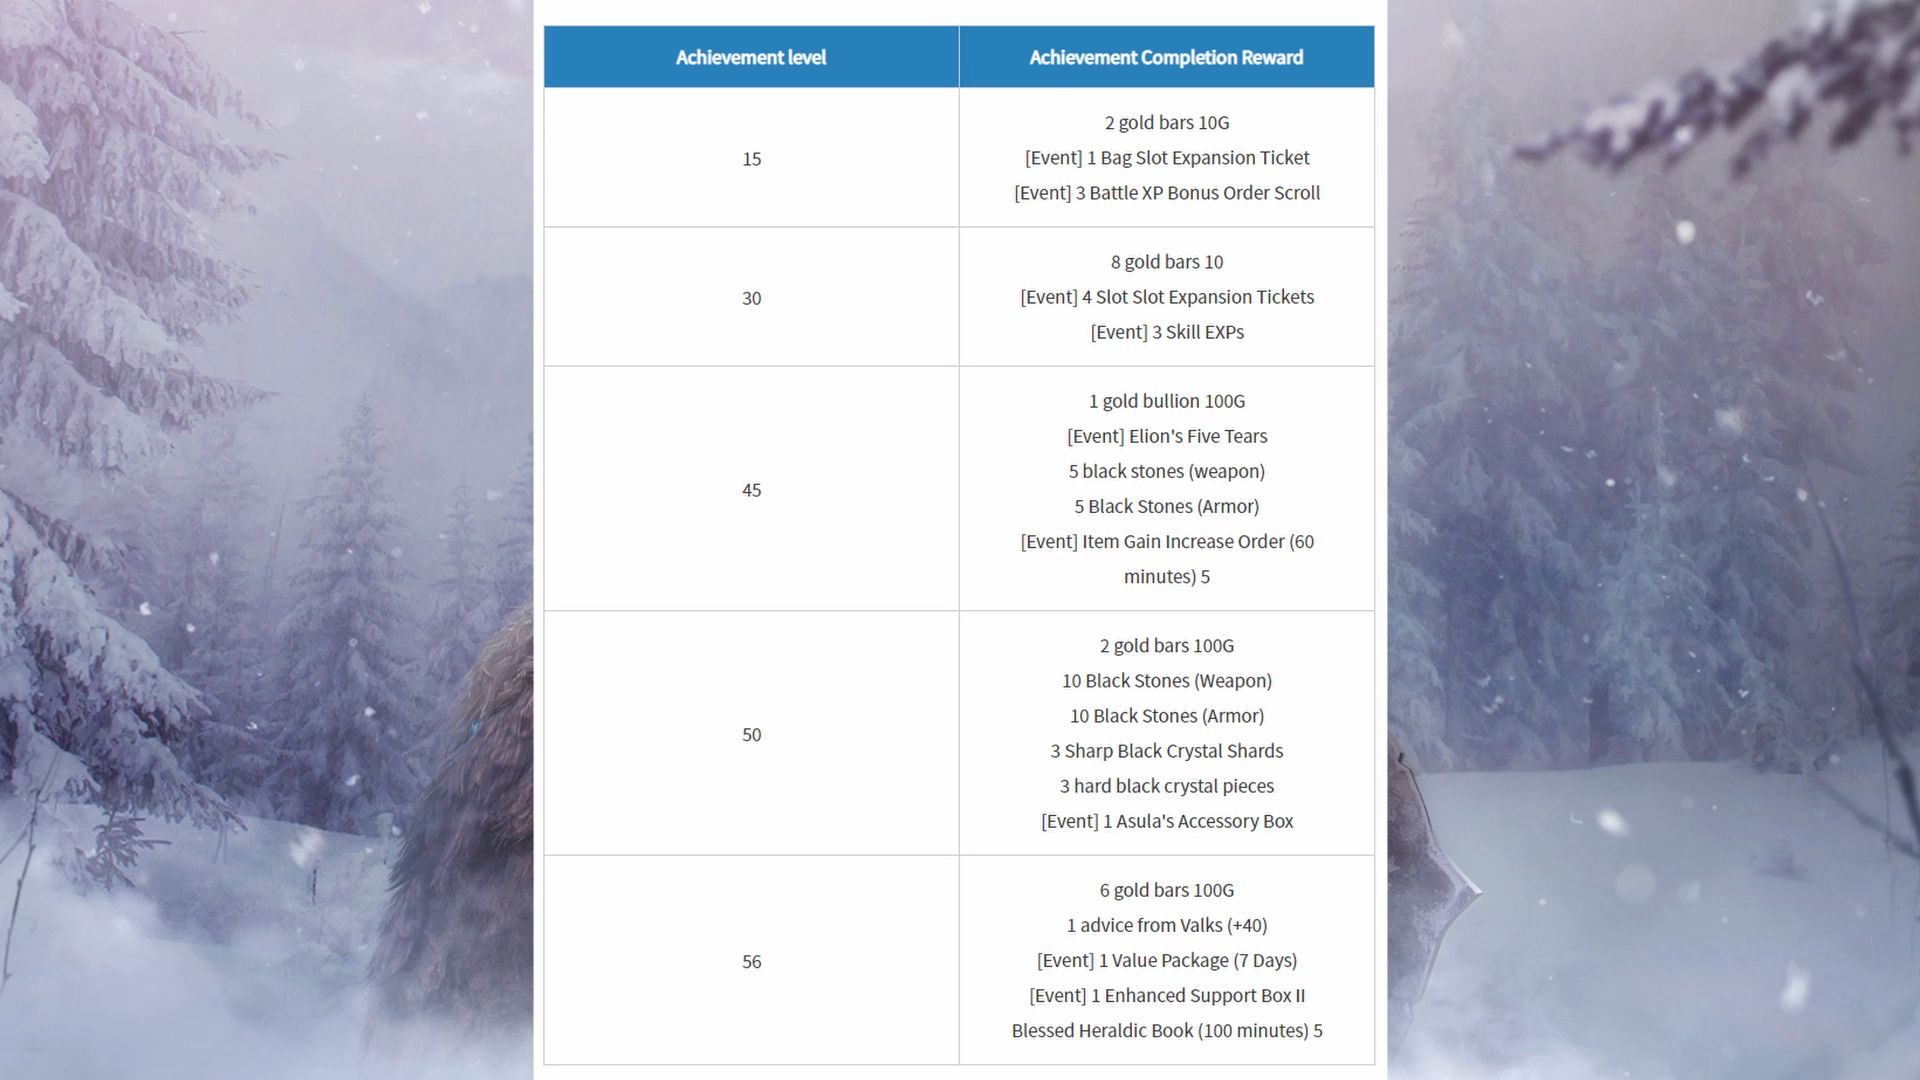 Achievement level
Achievement Completion Reward
15
2 gold bars 10G
[Event] 1 Bag Slot Expansion Ticket
[Event] 3 Battle XP Bonus Order Scroll
30
8 gold bars 10
[Event] 4 Slot Slot Expansion Tickets
[Event] 3 Skill EXPs
45
1 gold bullion 100G
[Event] Elion's Five Tears
5 black stones (weapon)
5 Black Stones (Armor)
[Event] Item Gain Increase Order (60
minutes) 5
50
2 gold bars 100G
10 Black Stones (Weapon)
10 Black Stones (Armor)
3 Sharp Black Crystal Shards
3 hard black crystal pieces
[Event] 1 Asula's Accessory Box
56
6 gold bars 100G
1 advice from Valks (+40)
[Event] 1 Value Package (7 Days)
[Event] 1 Enhanced Support Box II
Blessed Heraldic Book (100 minutes) 5